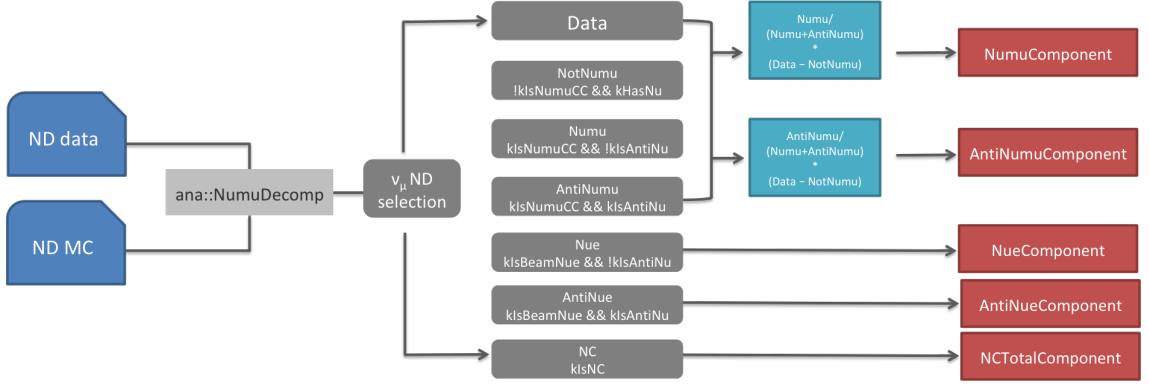 ND data
ND MC
ana::NumuDecomp
νμ ND
selection
Data
NotNumu
!kIsNumuCC && kHasNu
Numu
kIsNumuCC && !kIsAntiNu
AntiNumu
kIsNumuCC && kIsAntiNu
Nue
kIsBeamNue && !kIsAntiNu
AntiNue
kIsBeamNue && kIsAntiNu
NC
kIsNC
Numu/
(Numu+AntiNumu)
*
(Data – NotNumu)
AntiNumu/
(Numu+AntiNumu)
*
(Data – NotNumu)
NumuComponent
AntiNumuComponent
NueComponent
AntiNueComponent
NCTotalComponent